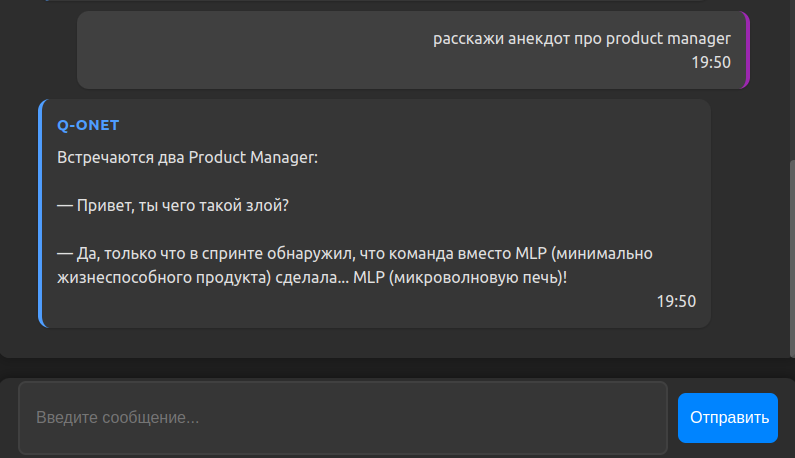 расскажи анекдот про product manager
19:50
Q-ONET
Встречаются два Product Manager:
— Привет, ты чего такой злой?
— Да, только что в спринте обнаружил, что команда вместо MLP (минимально
жизнеспособного продукта) сделала... MLP (микроволновую печь)!
19:50
Введите сообщение...
Отправить